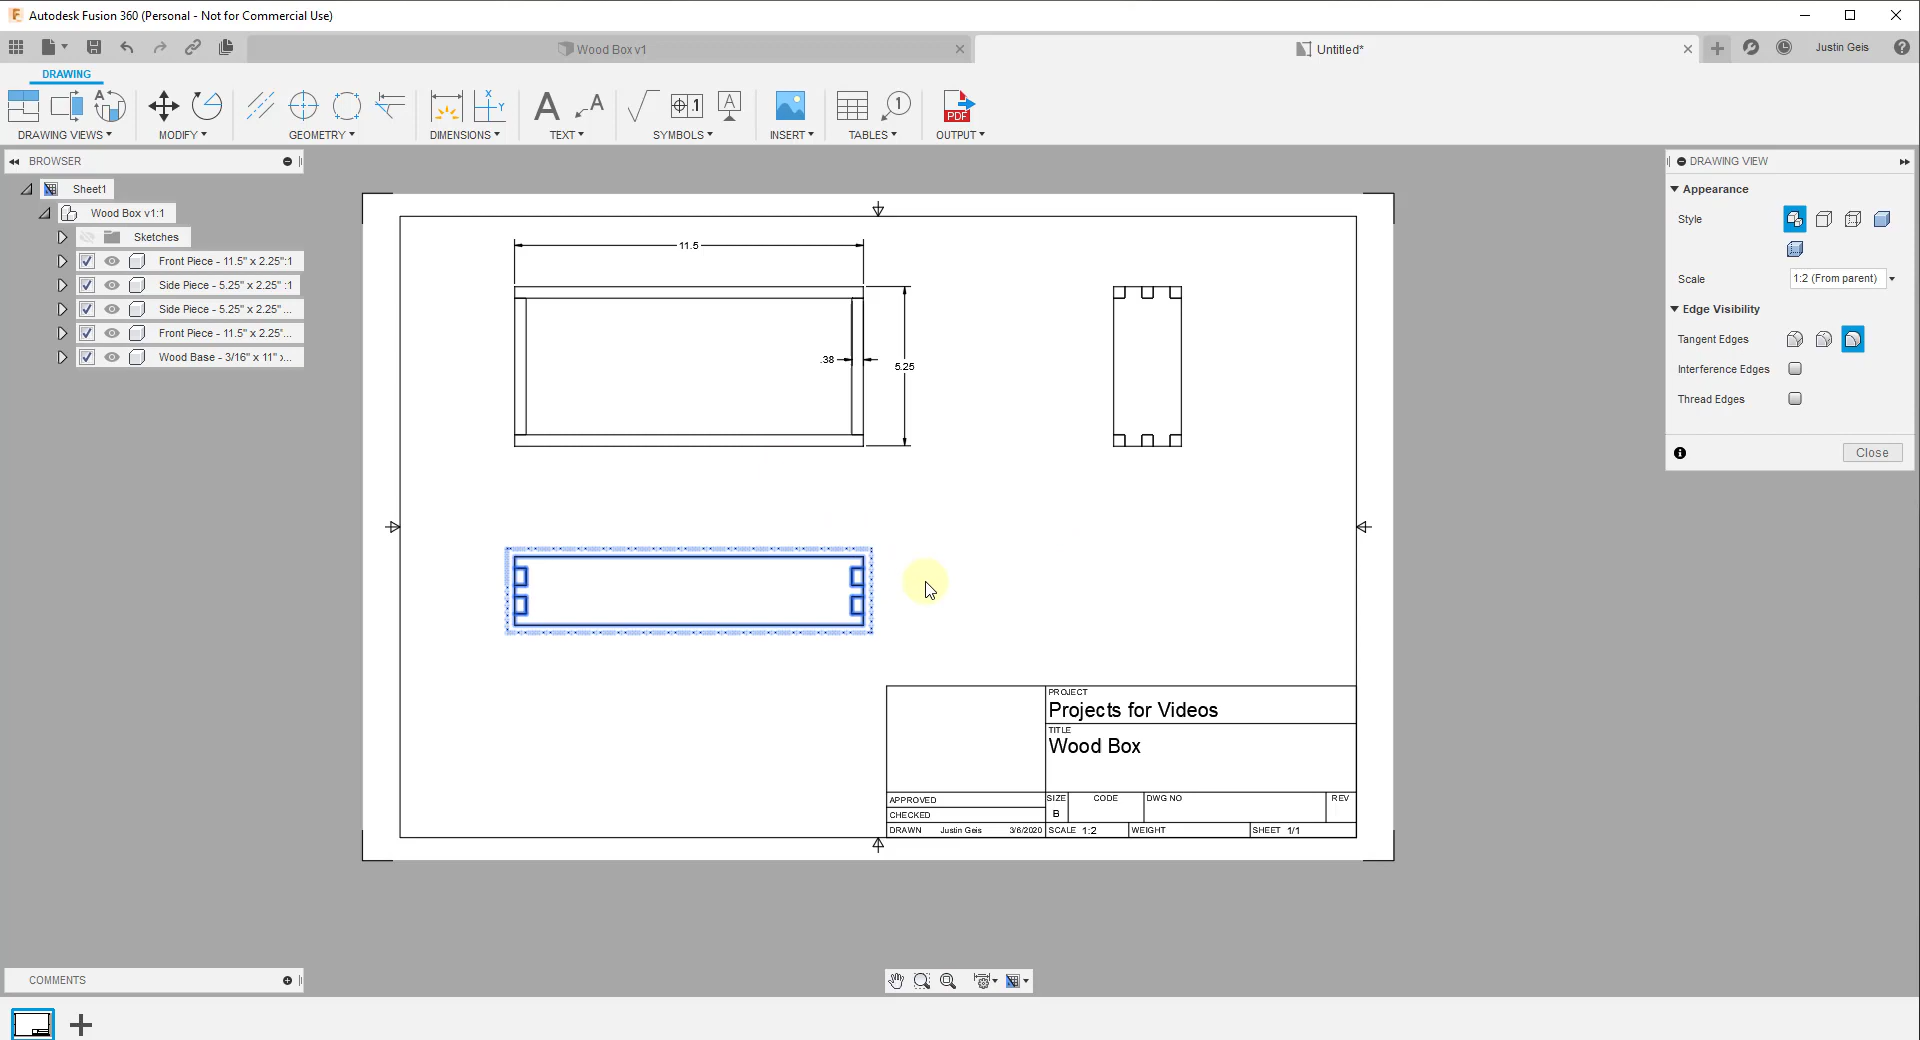 Autodesk Fusion 360 (Personal - Not for Commercial Use)
Wood Box v1
Untitled*
Justin Geis
DRAWING
DRAWING VIEWS
MODIFY
GEOMETRY
DIMENSIONS
TEXT
SYMBOLS
INSERT
TABLES
OUTPUT
BROWSER
Sheet1
Wood Box v1:1
Sketches
Front Piece - 11.5" x 2.25":1
Side Piece - 5.25" x 2.25" :1
Side Piece - 5.25" x 2.25" ...
Front Piece - 11.5" x 2.25"...
Wood Base - 3/16" x 11" ›...
11.5
.38
5.25
PROJECT
Projects for Videos
TITLE
Wood Box
APPROVED
CHECKED
DRAWN Justin Geis 3/6/2020
SIZE
B
CODE
DWG NO
REV
SCALE 1:2
WEIGHT
SHEET 1/1
DRAWING VIEW
Appearance
Style
Scale 1:2 (From parent)
Edge Visibility
Tangent Edges
Interference Edges
Thread Edges
Close
COMMENTS